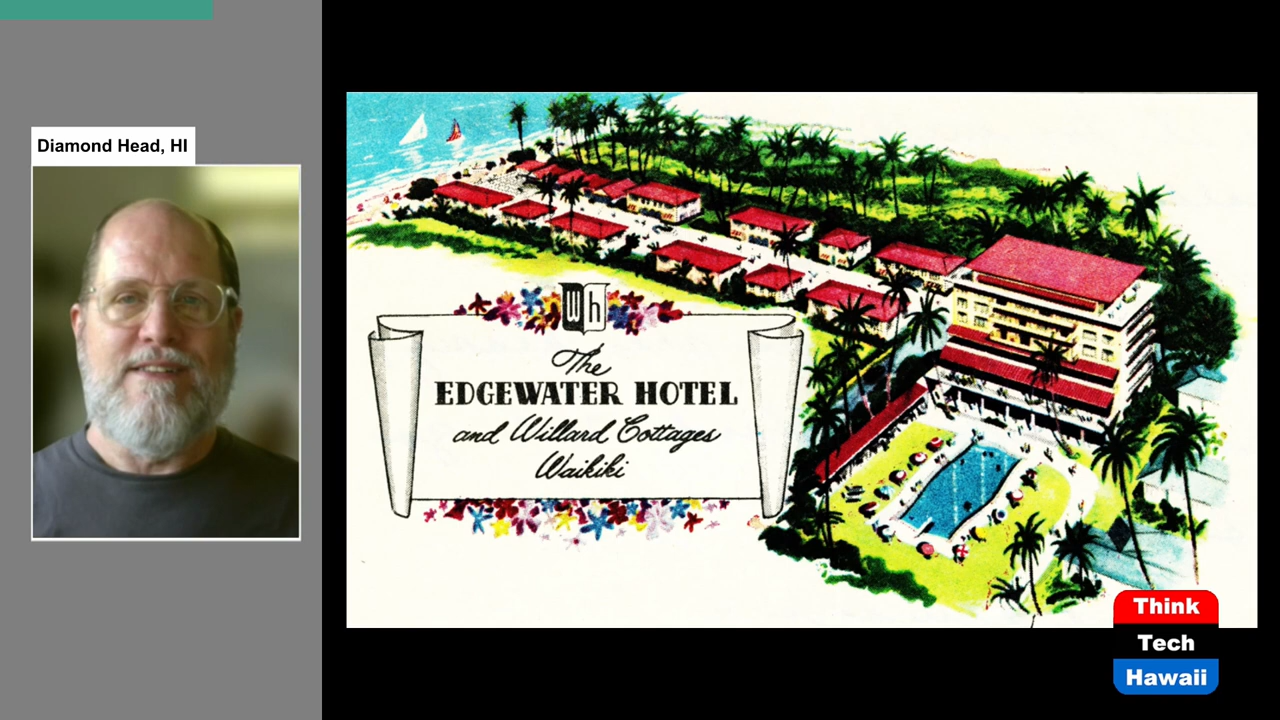 Diamond Head, HI
Wh
The
EDGEWATER HOTEL
and Willard Cottages
Waikiki
Think
Tech
Hawaii